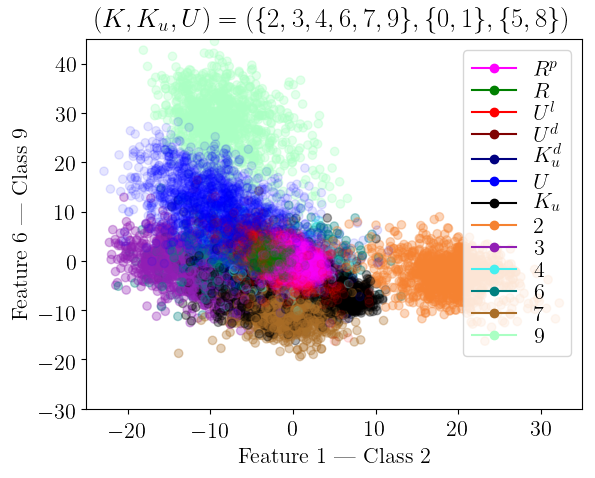 (K, K_u, U) = ({2, 3, 4, 6, 7, 9}, {0, 1}, {5, 8})
Feature 6 — Class 9
40
30
20
10
0
−10
−20
−30
R^p
R
U^l
U^d
K_u^d
U
K_u
2
3
4
6
7
9
−20 −10 0 10 20 30
Feature 1 — Class 2